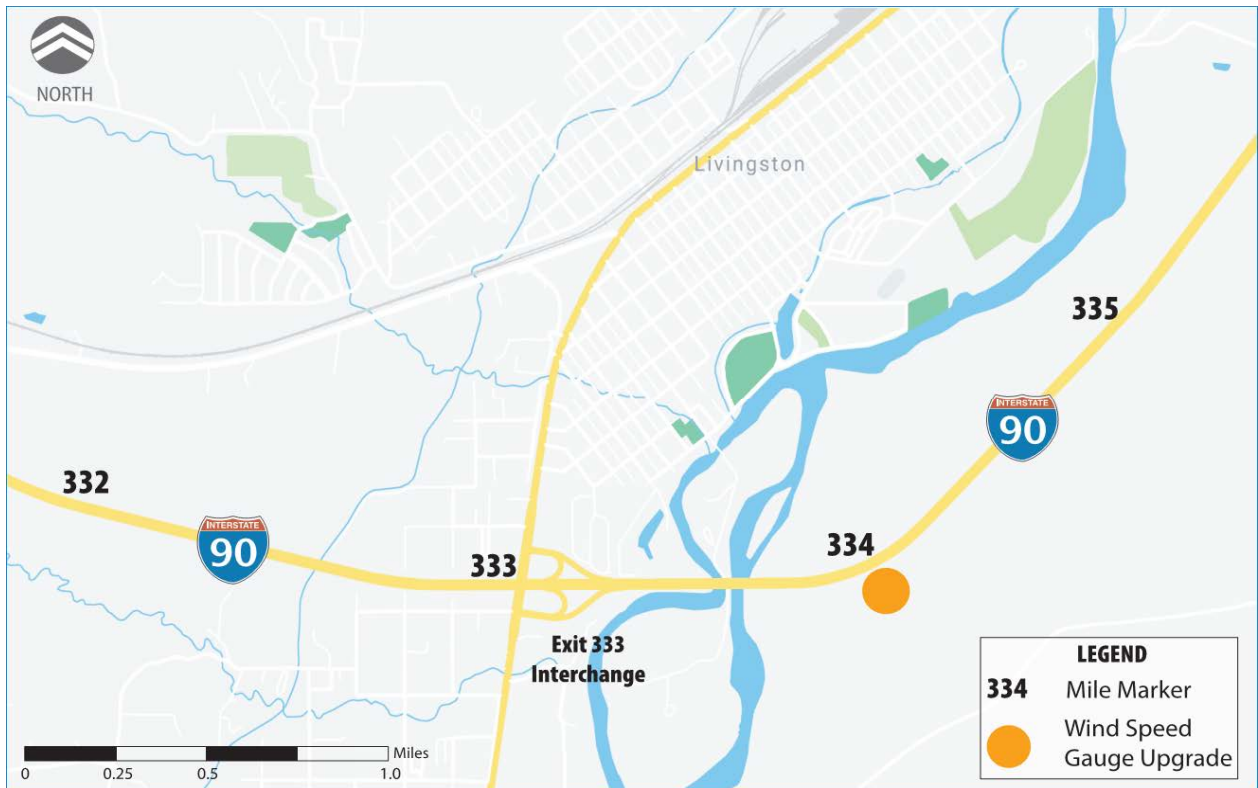 NORTH
Livingston
335
INTERSTATE
90
332
INTERSTATE
90
333
334
Exit 333
Interchange
LEGEND
334 Mile Marker
Wind Speed
Gauge Upgrade
Miles
0 0.25 0.5 1.0